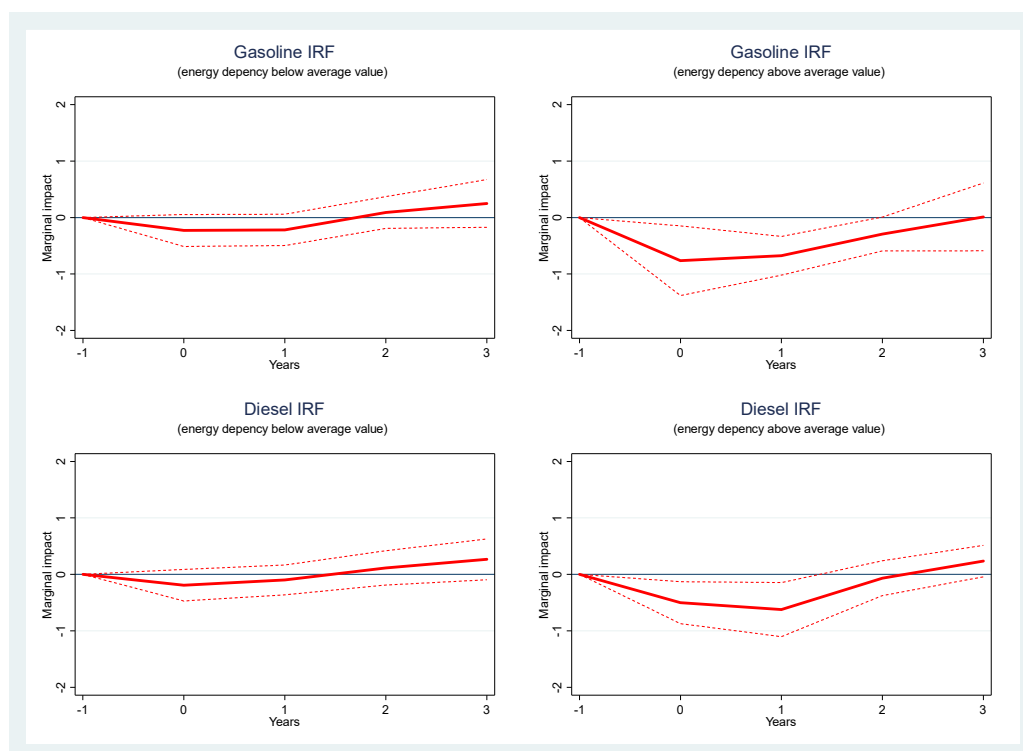 Gasoline IRF
(energy depency below average value)
Marginal impact
2
1
0
-1
-2
-1 0 1 2 3
Years
Gasoline IRF
(energy depency above average value)
Marginal impact
2
1
0
-1
-2
-1 0 1 2 3
Years
Diesel IRF
(energy depency below average value)
Marginal impact
2
1
0
-1
-2
-1 0 1 2 3
Years
Diesel IRF
(energy depency above average value)
Marginal impact
2
1
0
-1
-2
-1 0 1 2 3
Years